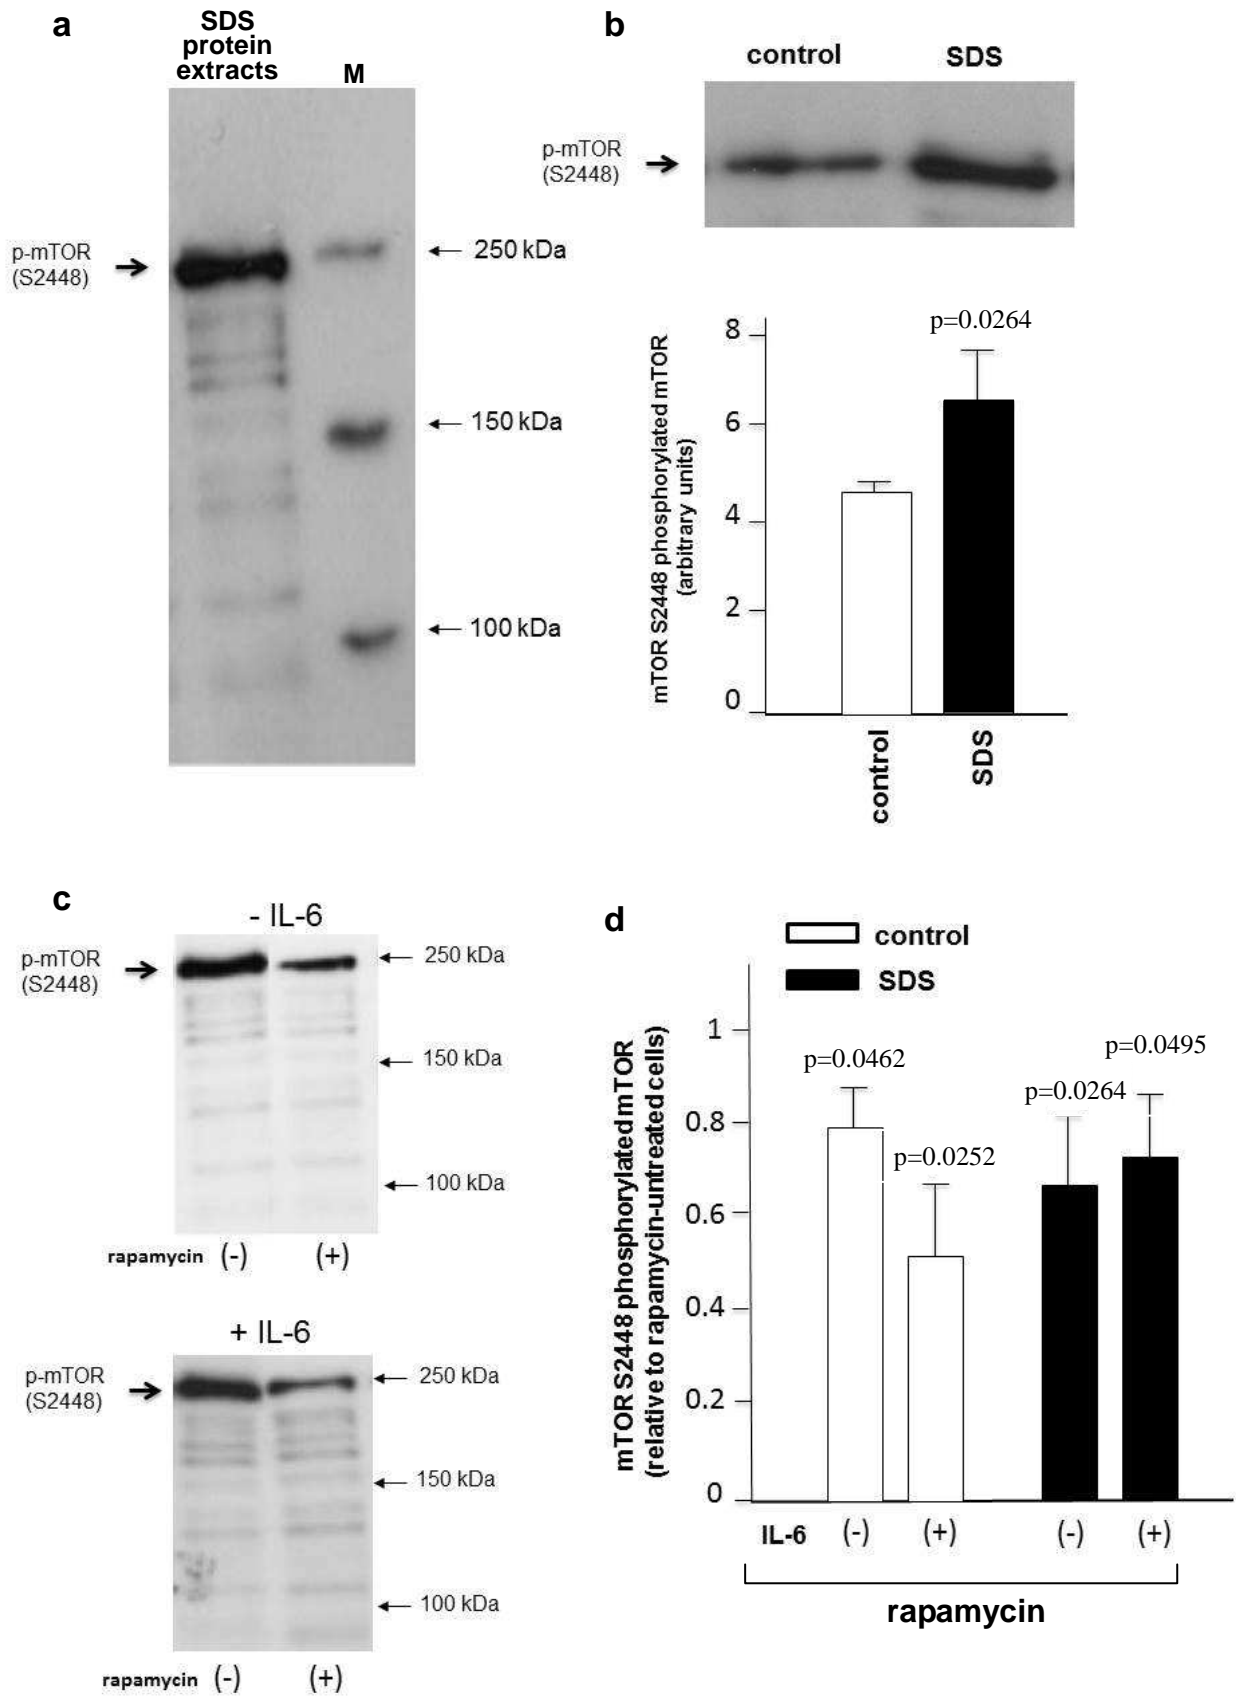 a
SDS
protein
extracts
M
p-mTOR
(S2448)
250 kDa
150 kDa
100 kDa
b
control
SDS
p-mTOR
(S2448)
mTOR S2448 phosphorylated mTOR
(arbitrary units)
8
6
4
2
0
p=0.0264
control
SDS
c
- IL-6
p-mTOR
(S2448)
250 kDa
150 kDa
100 kDa
rapamycin (-) (+)
+ IL-6
p-mTOR
(S2448)
250 kDa
150 kDa
100 kDa
rapamycin (-) (+)
d
control
SDS
mTOR S2448 phosphorylated mTOR
(relative to rapamycin-untreated cells)
1
0.8
0.6
0.4
0.2
0
p=0.0462
p=0.0252
p=0.0264
p=0.0495
IL-6 (-) (+) (-) (+)
rapamycin